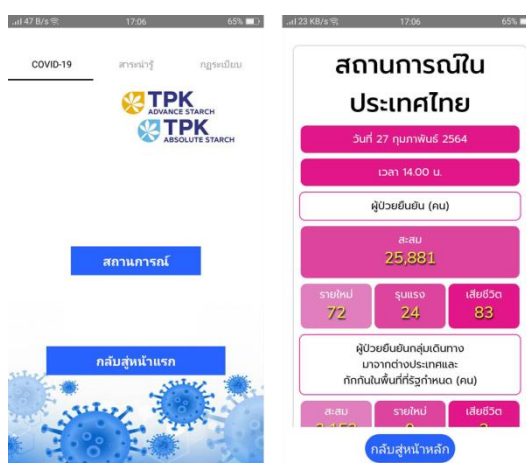 47 B/s
17:06
65%
COVID-19
สาระน่ารู้
กฎระเบียบ
TPK
ADVANCE STARCH
TPK
ABSOLUTE STARCH
สถานการณ์
กลับสู่หน้าแรก
23 KB/s
17:06
65%
สถานการณ์ใน
ประเทศไทย
วันที่ 27 กุมภาพันธ์ 2564
เวลา 14.00 น.
ผู้ป่วยยืนยัน (คน)
สะสม
25,881
รายใหม่
72
รุนแรง
24
เสียชีวิต
83
ผู้ป่วยยืนยันกลุ่มเดินทาง
มาจากต่างประเทศและ
กักกันในพื้นที่ที่รัฐกำหนด (คน)
สะสม
รายใหม่
เสียชีวิต
กลับสู่หน้าหลัก